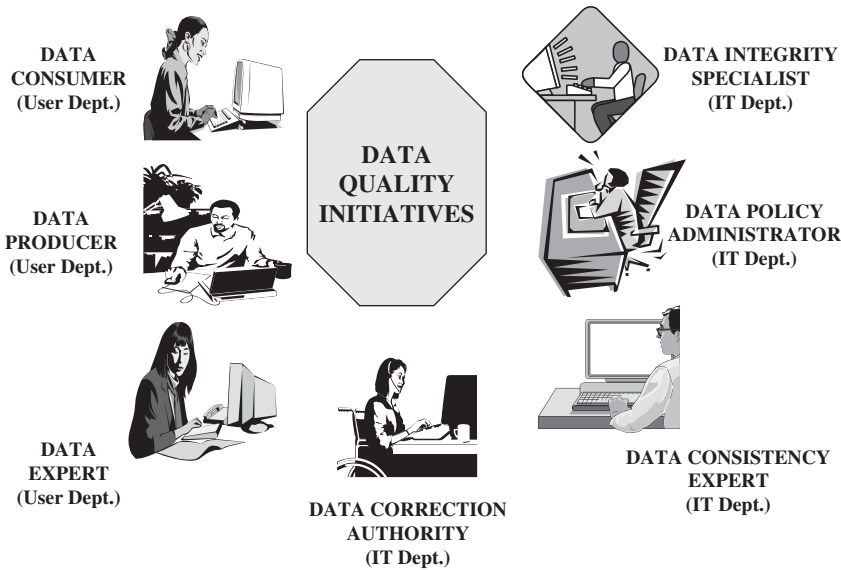 DATA
CONSUMER
(User Dept.)
DATA INTEGRITY
SPECIALIST
(IT Dept.)
DATA
QUALITY
INITIATIVES
DATA
PRODUCER
(User Dept.)
DATA POLICY
ADMINISTRATOR
(IT Dept.)
DATA
EXPERT
(User Dept.)
DATA CORRECTION
AUTHORITY
(IT Dept.)
DATA CONSISTENCY
EXPERT
(IT Dept.)